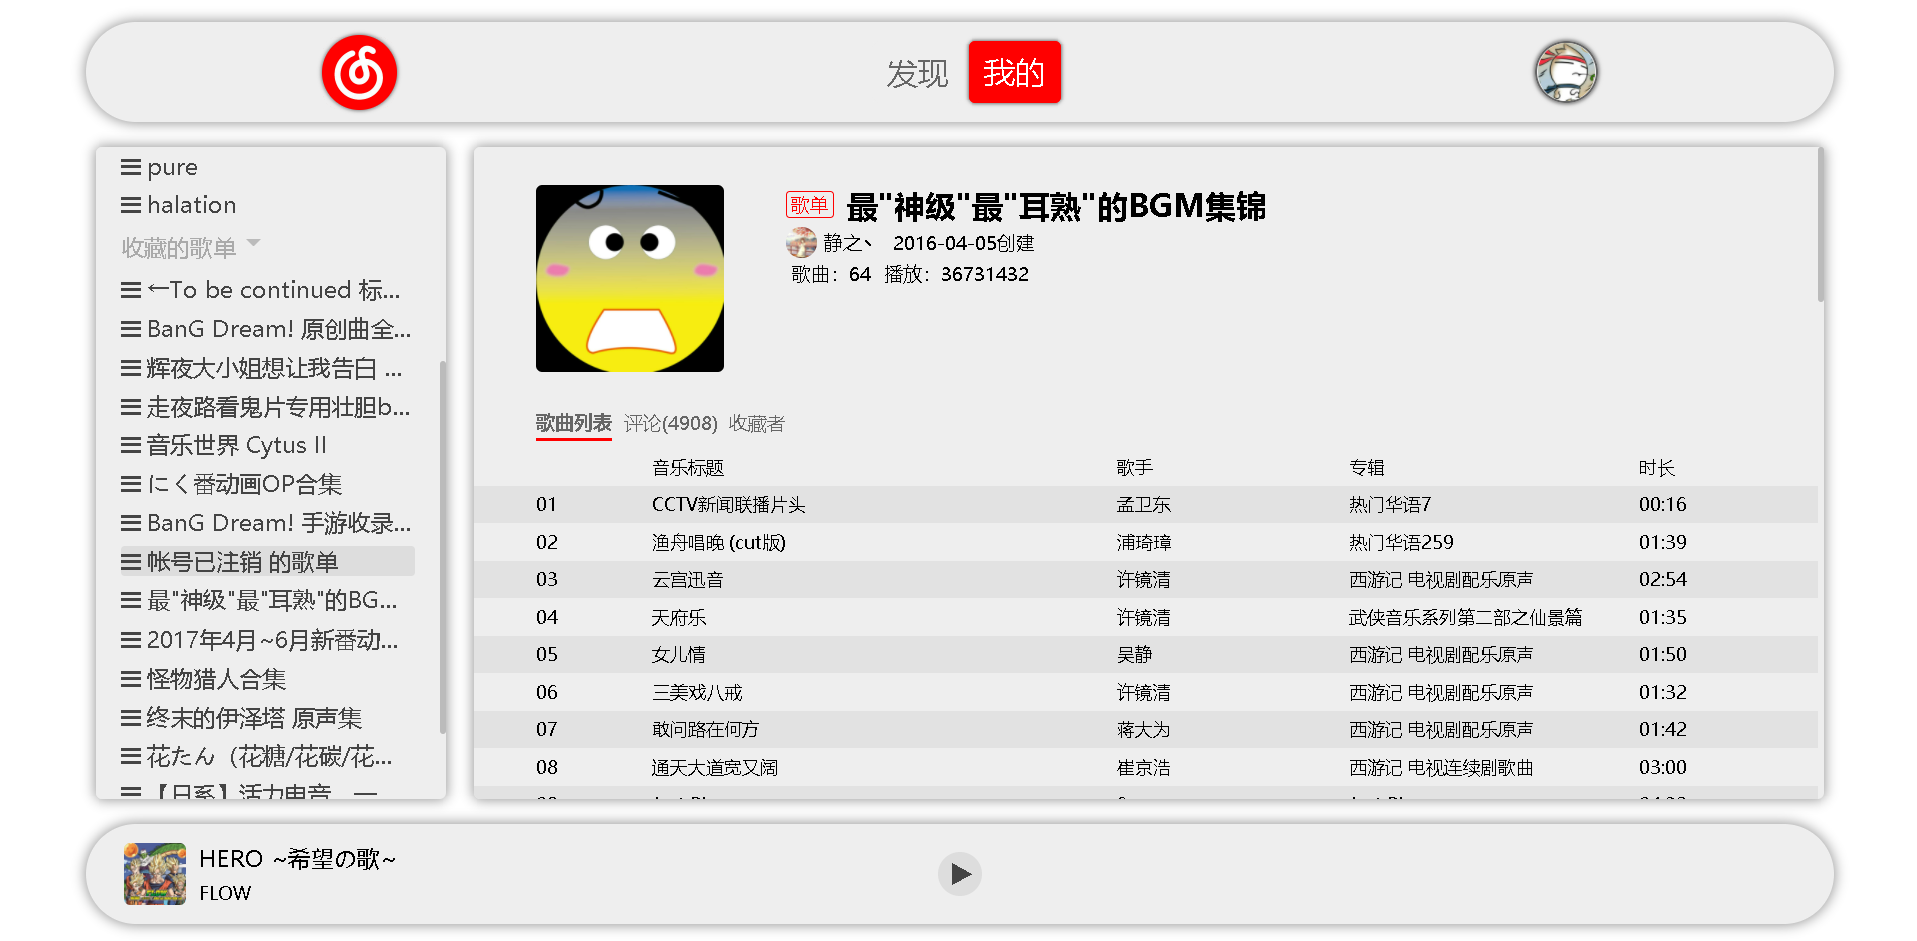 发现 我的
pure
halation
收藏的歌单
←To be continued 标...
BanG Dream! 原创曲全...
辉夜大小姐想让我告白 ...
走夜路看鬼片专用壮胆b...
音乐世界 Cytus II
にく番动画OP合集
BanG Dream! 手游收录...
帐号已注销 的歌单
最"神级"最"耳熟"的BG...
2017年4月~6月新番动...
怪物猎人合集
终末的伊泽塔 原声集
花たん（花糖/花碳/花...
【日系】活力电音
歌单 最"神级"最"耳熟"的BGM集锦
静之丶 2016-04-05创建
歌曲：64 播放：36731432
歌曲列表 评论(4908) 收藏者
音乐标题 歌手 专辑 时长
01 CCTV新闻联播片头 孟卫东 热门华语7 00:16
02 渔舟唱晚 (cut版) 浦琦璋 热门华语259 01:39
03 云宫迅音 许镜清 西游记 电视剧配乐原声 02:54
04 天府乐 许镜清 武侠音乐系列第二部之仙景篇 01:35
05 女儿情 吴静 西游记 电视剧配乐原声 01:50
06 三美戏八戒 许镜清 西游记 电视剧配乐原声 01:32
07 敢问路在何方 蒋大为 西游记 电视剧配乐原声 01:42
08 通天大道宽又阔 崔京浩 西游记 电视连续剧歌曲 03:00
HERO ~希望の歌~
FLOW